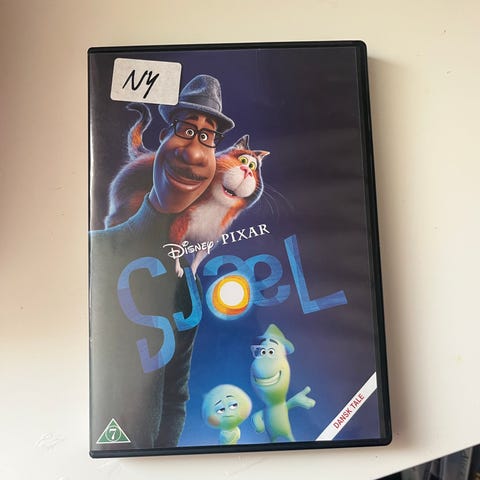 NY
Disney · PIXAR
SJæL
7
DANSK TALE